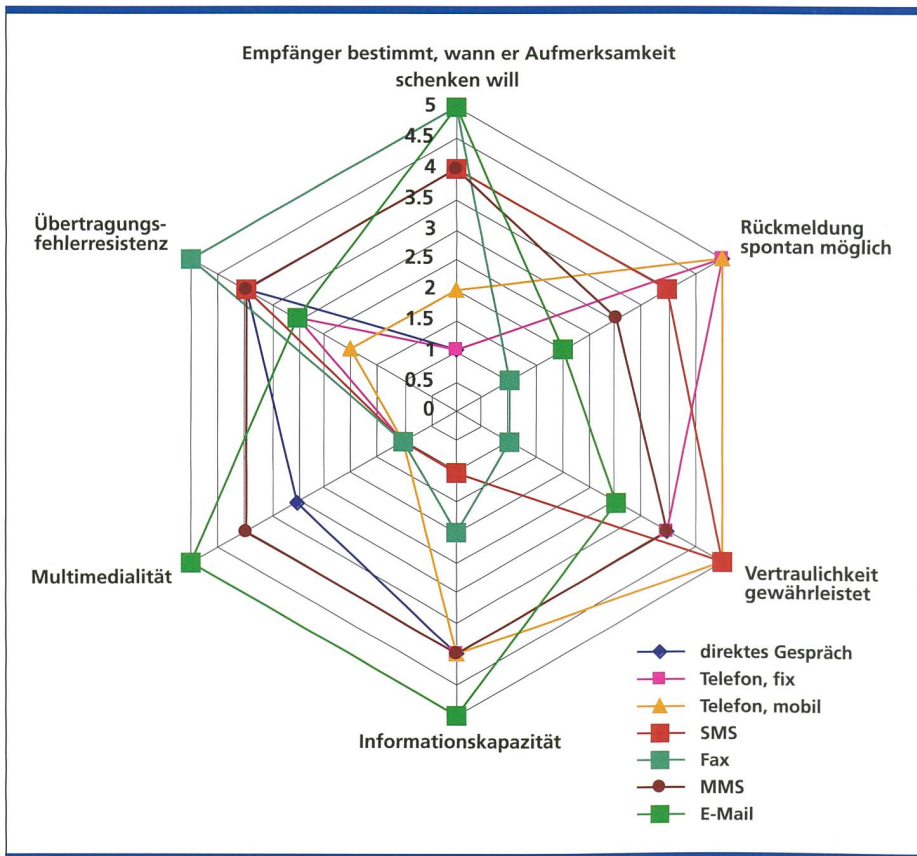 Empfänger bestimmt, wann er Aufmerksamkeit
schenken will
5
4.5
4
3.5
3
2.5
2
1.5
1
0.5
0
Übertragungs-
fehlerresistenz
Rückmeldung
spontan möglich
Multimedialität
Vertraulichkeit
gewährleistet
Informationskapazität
direktes Gespräch
Telefon, fix
Telefon, mobil
SMS
Fax
MMS
E-Mail